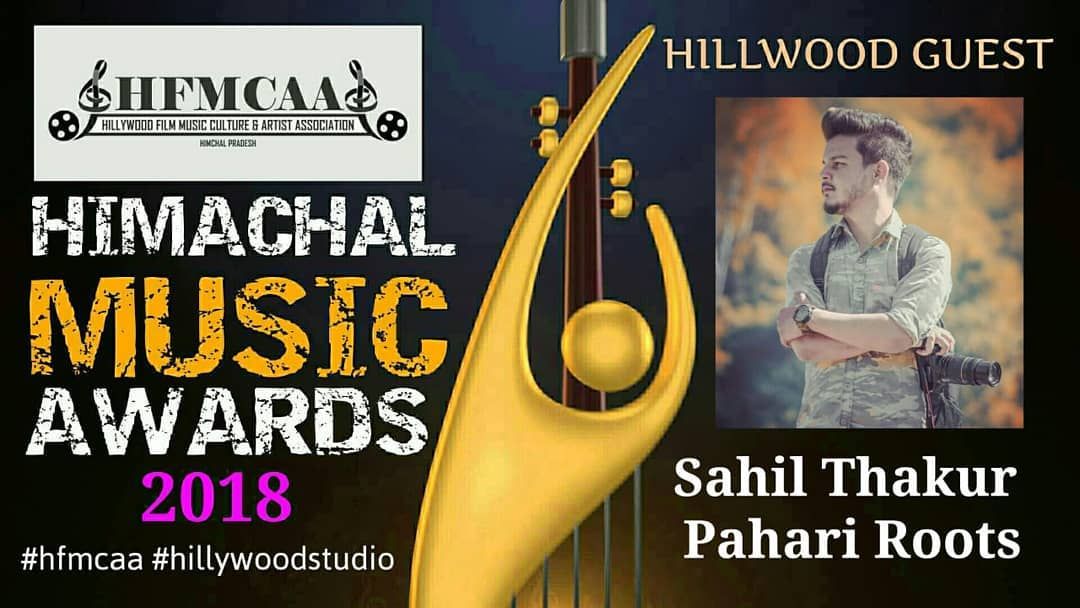 HFMCAA
HILLYWOOD FILM MUSIC CULTURE & ARTIST ASSOCIATION
HIMCHAL PRADESH
HIMACHAL
MUSIC
AWARDS
2018
#hfmcaa #hillywoodstudio
HILLWOOD GUEST
Sahil Thakur
Pahari Roots